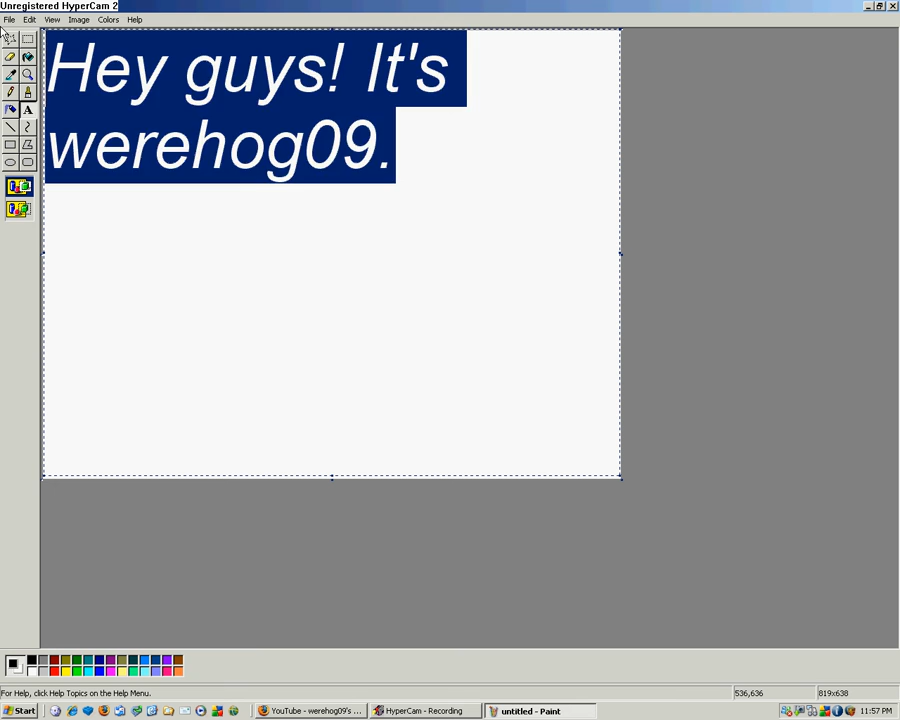 Unregistered HyperCam 2
File Edit View Image Colors Help
A
Hey guys! It's
werehog09.
For Help, click Help Topics on the Help Menu.
536,636
819x638
Start
YouTube - werehog09's ...
HyperCam - Recording
untitled - Paint
11:57 PM